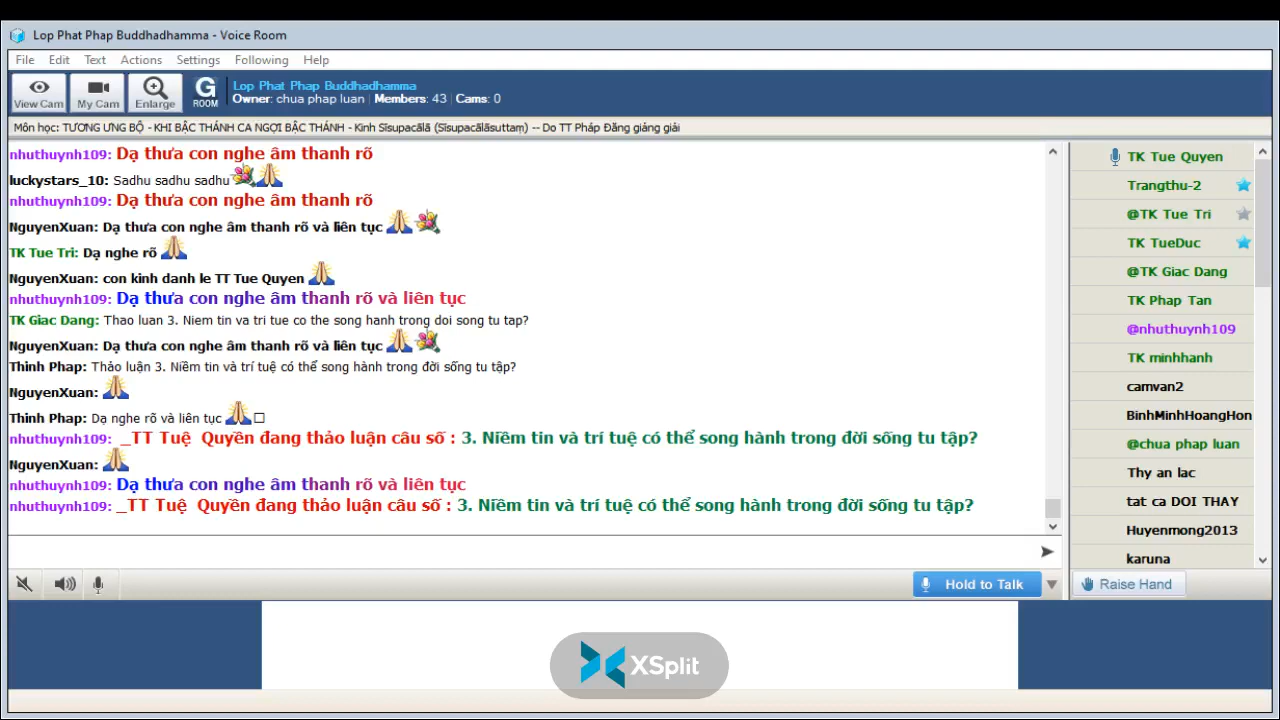 Lop Phat Phap Buddhadhamma - Voice Room
File Edit Text Actions Settings Following Help
View Cam My Cam Enlarge G ROOM
Lop Phat Phap Buddhadhamma
Owner: chua phap luan | Members: 43 | Cams: 0
Môn học: TƯƠNG ƯNG BỘ - KHI BẬC THÁNH CA NGỢI BẬC THÁNH - Kinh Sīsupacālā (Sīsupacālāsuttaṃ) -- Do TT Pháp Đăng giảng giải
nhuthuynh109: Dạ thưa con nghe âm thanh rõ
luckystars_10: Sadhu sadhu sadhu
nhuthuynh109: Dạ thưa con nghe âm thanh rõ
NguyenXuan: Dạ thưa con nghe âm thanh rõ và liên tục
TK Tue Tri: Dạ nghe rõ
NguyenXuan: con kinh danh le TT Tue Quyen
nhuthuynh109: Dạ thưa con nghe âm thanh rõ và liên tục
TK Giac Dang: Thao luan 3. Niem tin va tri tue co the song hanh trong doi song tu tap?
NguyenXuan: Dạ thưa con nghe âm thanh rõ và liên tục
Thinh Phap: Thảo luận 3. Niềm tin và trí tuệ có thể song hành trong đời sống tu tập?
NguyenXuan:
Thinh Phap: Dạ nghe rõ và liên tục
nhuthuynh109: _TT Tuệ Quyền đang thảo luận câu số : 3. Niềm tin và trí tuệ có thể song hành trong đời sống tu tập?
NguyenXuan:
nhuthuynh109: Dạ thưa con nghe âm thanh rõ và liên tục
nhuthuynh109: _TT Tuệ Quyền đang thảo luận câu số : 3. Niềm tin và trí tuệ có thể song hành trong đời sống tu tập?
TK Tue Quyen
Trangthu-2
@TK Tue Tri
TK TueDuc
@TK Giac Dang
TK Phap Tan
@nhuthuynh109
TK minhhanh
camvan2
BinhMinhHoangHon
@chua phap luan
Thy an lac
tat ca DOI THAY
Huyenmong2013
karuna
Hold to Talk
Raise Hand
XSplit